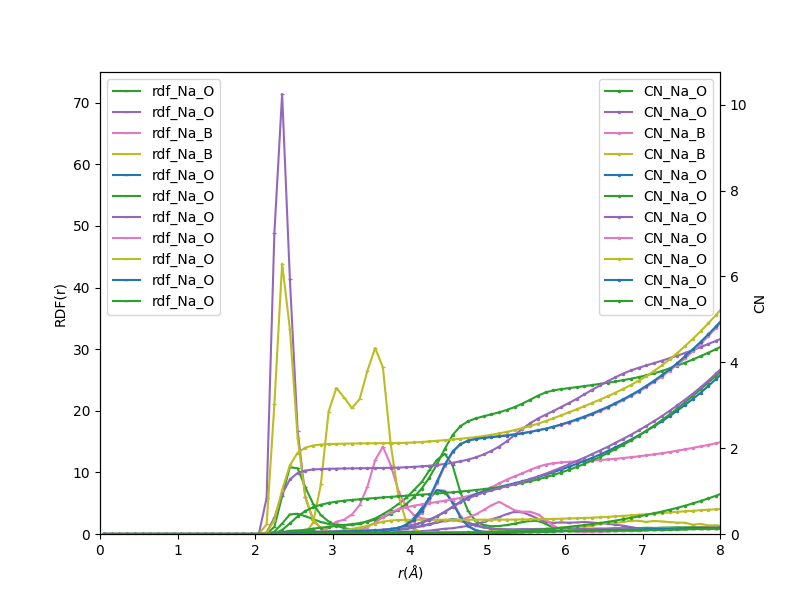 rdf_Na_O
rdf_Na_O
rdf_Na_B
rdf_Na_B
rdf_Na_O
rdf_Na_O
rdf_Na_O
rdf_Na_O
rdf_Na_O
rdf_Na_O
rdf_Na_O
CN_Na_O
CN_Na_O
CN_Na_B
CN_Na_B
CN_Na_O
CN_Na_O
CN_Na_O
CN_Na_O
CN_Na_O
CN_Na_O
CN_Na_O
70
60
50
40
30
20
10
0
RDF(r)
10
8
6
4
2
0
CN
0 1 2 3 4 5 6 7 8
r(Å)